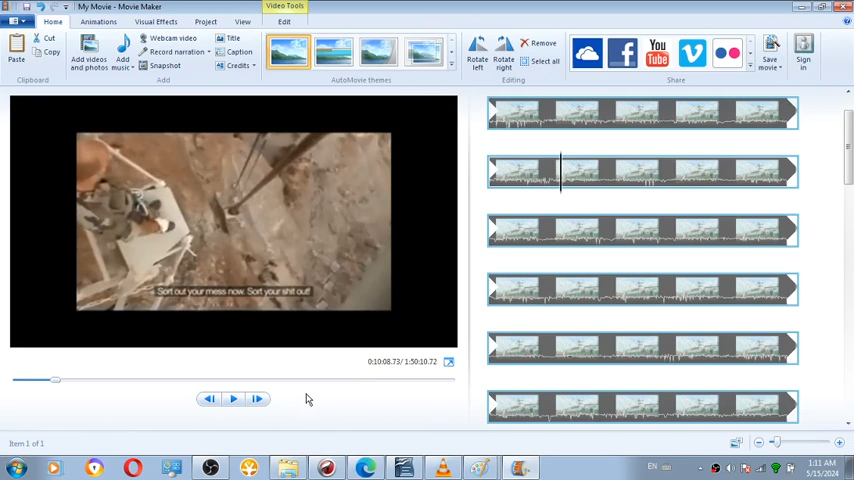 My Movie - Movie Maker
Video Tools
Home
Animations
Visual Effects
Project
View
Edit
Paste
Cut
Copy
Clipboard
Add videos
and photos
Add
music
Webcam video
Record narration
Snapshot
Title
Caption
Credits
Add
AutoMovie themes
Rotate
left
Rotate
right
Remove
Select all
Editing
You
Tube
Share
Save
movie
Sign
in
Sort out your mess now. Sort your shit out!
0:10:08.73/1:50:10.72
Item 1 of 1
EN
1:11 AM
5/15/2024